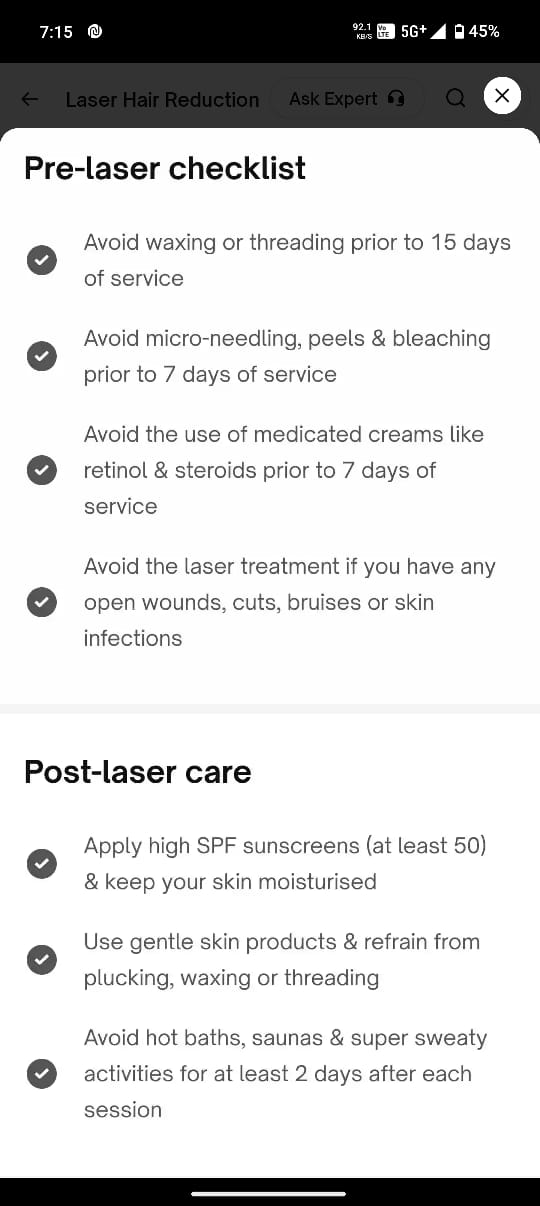 7:15 92.1 KB/S Vo LTE 5G+ 45%
Laser Hair Reduction Ask Expert
Pre-laser checklist
Avoid waxing or threading prior to 15 days
of service
Avoid micro-needling, peels & bleaching
prior to 7 days of service
Avoid the use of medicated creams like
retinol & steroids prior to 7 days of
service
Avoid the laser treatment if you have any
open wounds, cuts, bruises or skin
infections
Post-laser care
Apply high SPF sunscreens (at least 50)
& keep your skin moisturised
Use gentle skin products & refrain from
plucking, waxing or threading
Avoid hot baths, saunas & super sweaty
activities for at least 2 days after each
session